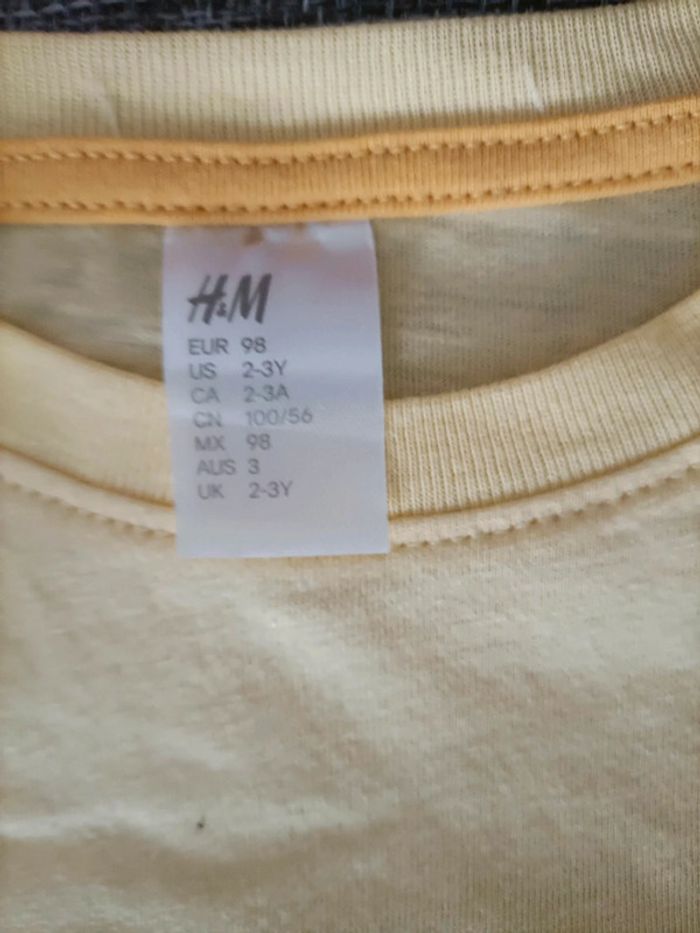 H&M
EUR 98
US 2-3Y
CA 2-3A
CN 100/56
MX 98
AUS 3
UK 2-3Y